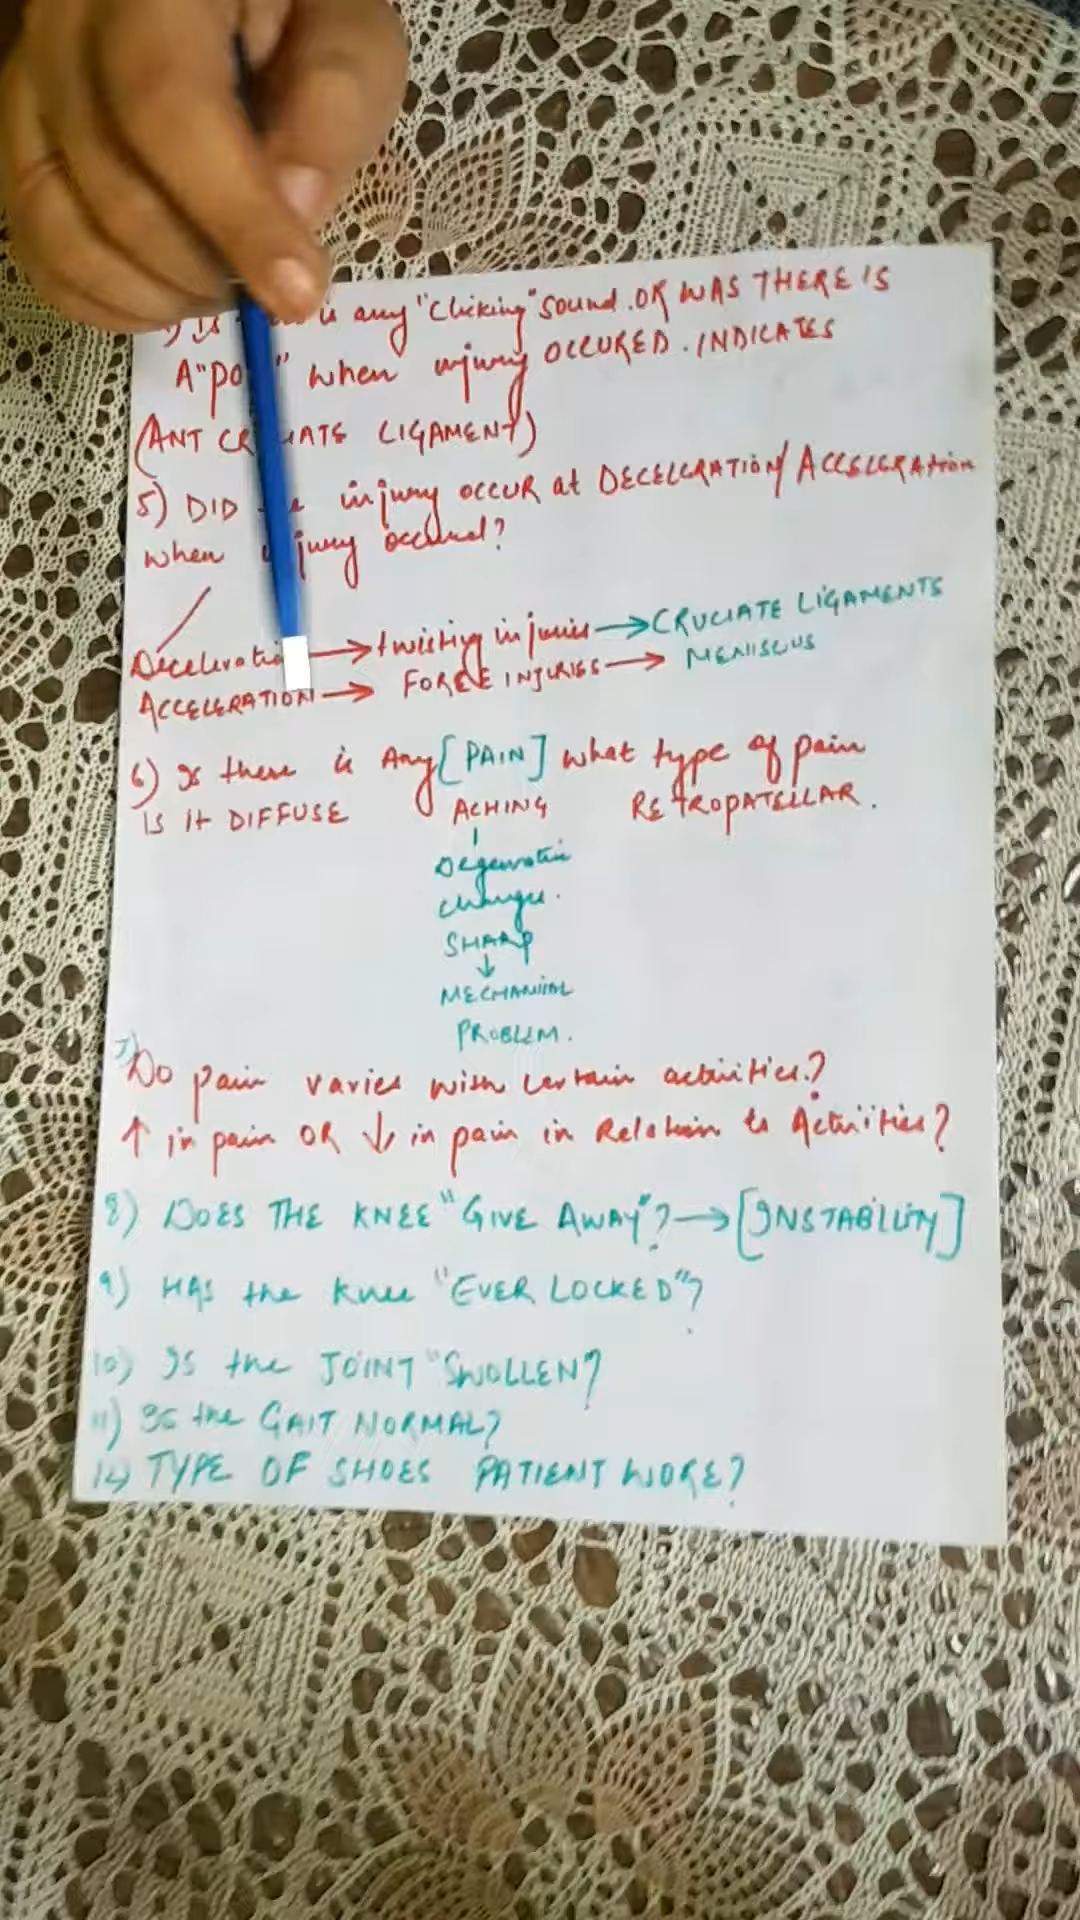 is any "Clicking" sound. OR WAS THERE IS
A when injury OCCURED. INDICATES
(ANT LIGAMENT)
5) DID injury OCCUR at DECELERATION/ ACCELERATION
when injury occured?
Deceleratin → twisting injuries → CRUCIATE LIGAMENTS
ACCELERATION → FORCE INJURIES → MENISCUS
6) Is there is Any [PAIN] what type of pain
IS it DIFFUSE ACHING RETROPATELLAR.
Degenratin
changes.
SHARP
↓
MECHANICAL
PROBLEM.
7) Do pain varies with certain activities?
↑ in pain OR ↓ in pain in Relation to Activities?
8) DOES THE KNEE "GIVE AWAY"? → [INSTABILITY]
9) HAS the Knee "EVER LOCKED"?
10) IS the JOINT "SWOLLEN?
11) Is the GAIT NORMAL?
12) TYPE OF SHOES PATIENT WORE?